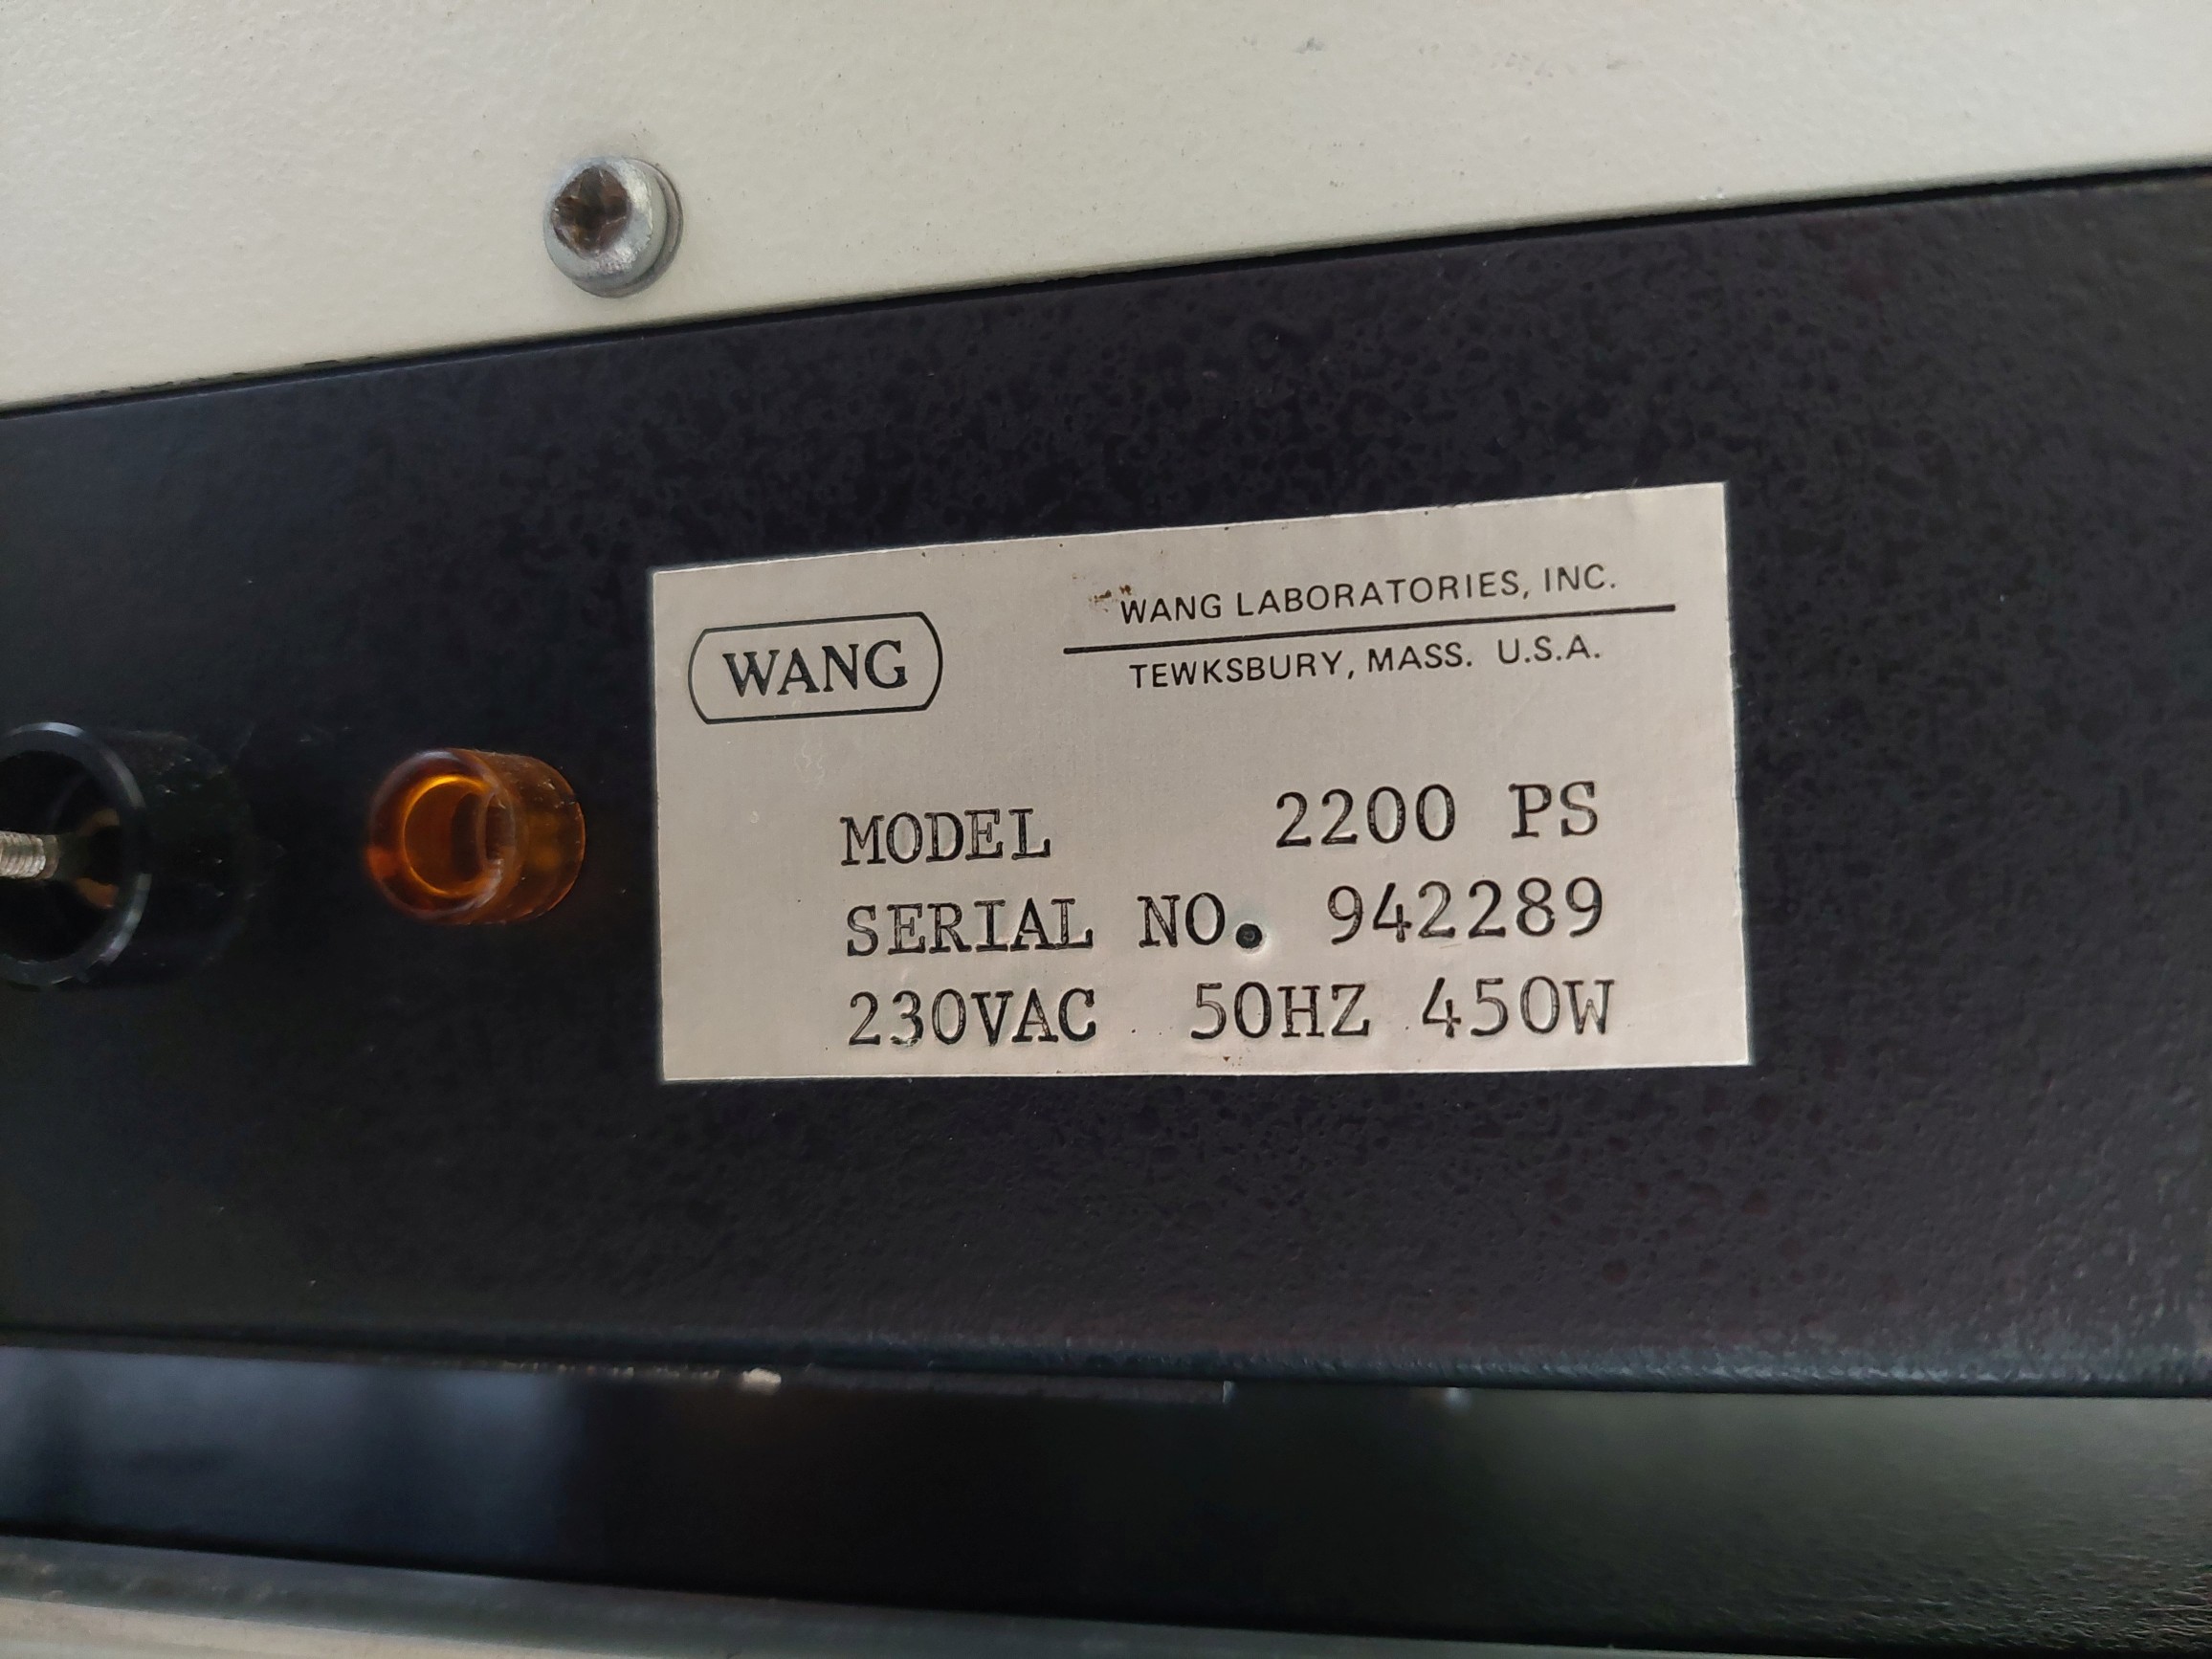 WANG
WANG LABORATORIES, INC.
TEWKSBURY, MASS. U.S.A.
MODEL 2200 PS
SERIAL NO. 942289
230VAC 50HZ 450W